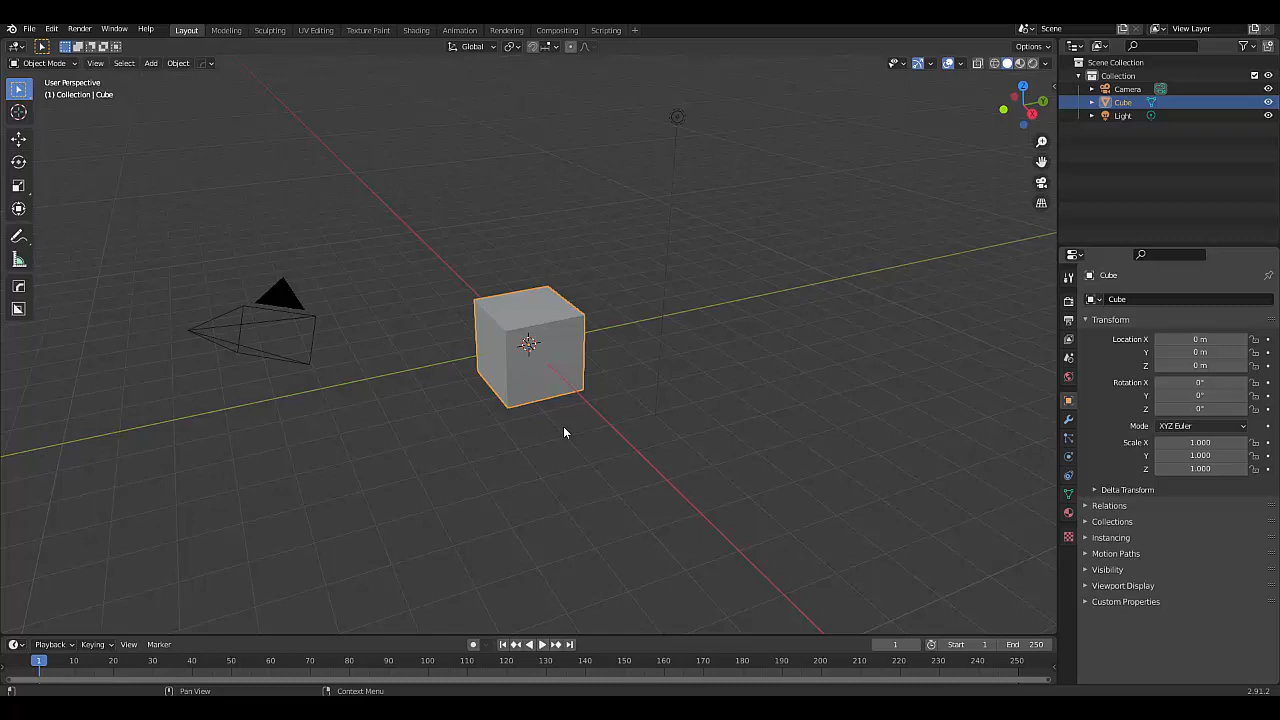 File Edit Render Window Help Layout Modeling Sculpting UV Editing Texture Paint Shading Animation Rendering Compositing Scripting + Scene View Layer
Global Options
Object Mode View Select Add Object
User Perspective
(1) Collection | Cube
X
Y
Z
Scene Collection
Collection
Camera
Cube
Light
Cube
Cube
Transform
Location X 0 m
Y 0 m
Z 0 m
Rotation X 0°
Y 0°
Z 0°
Mode XYZ Euler
Scale X 1.000
Y 1.000
Z 1.000
Delta Transform
Relations
Collections
Instancing
Motion Paths
Visibility
Viewport Display
Custom Properties
Playback Keying View Marker 1 Start 1 End 250
1 10 20 30 40 50 60 70 80 90 100 110 120 130 140 150 160 170 180 190 200 210 220 230 240 250
Pan View Context Menu 2.91.2